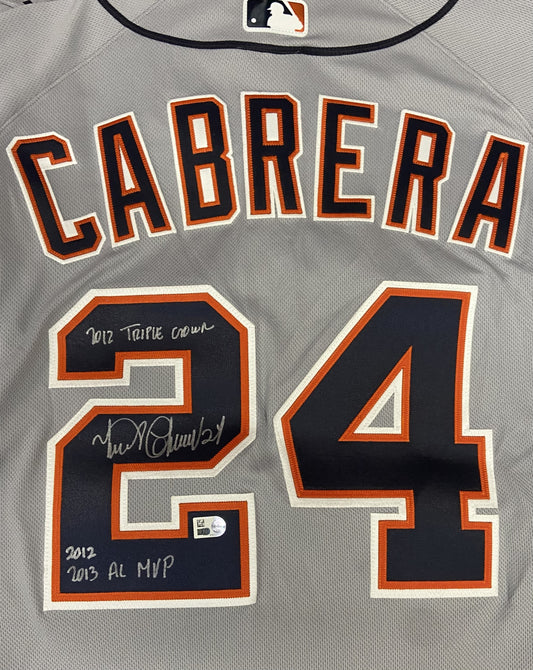 CABRERA
24
2012 TRIPLE CROWN
2012
2013 AL MVP